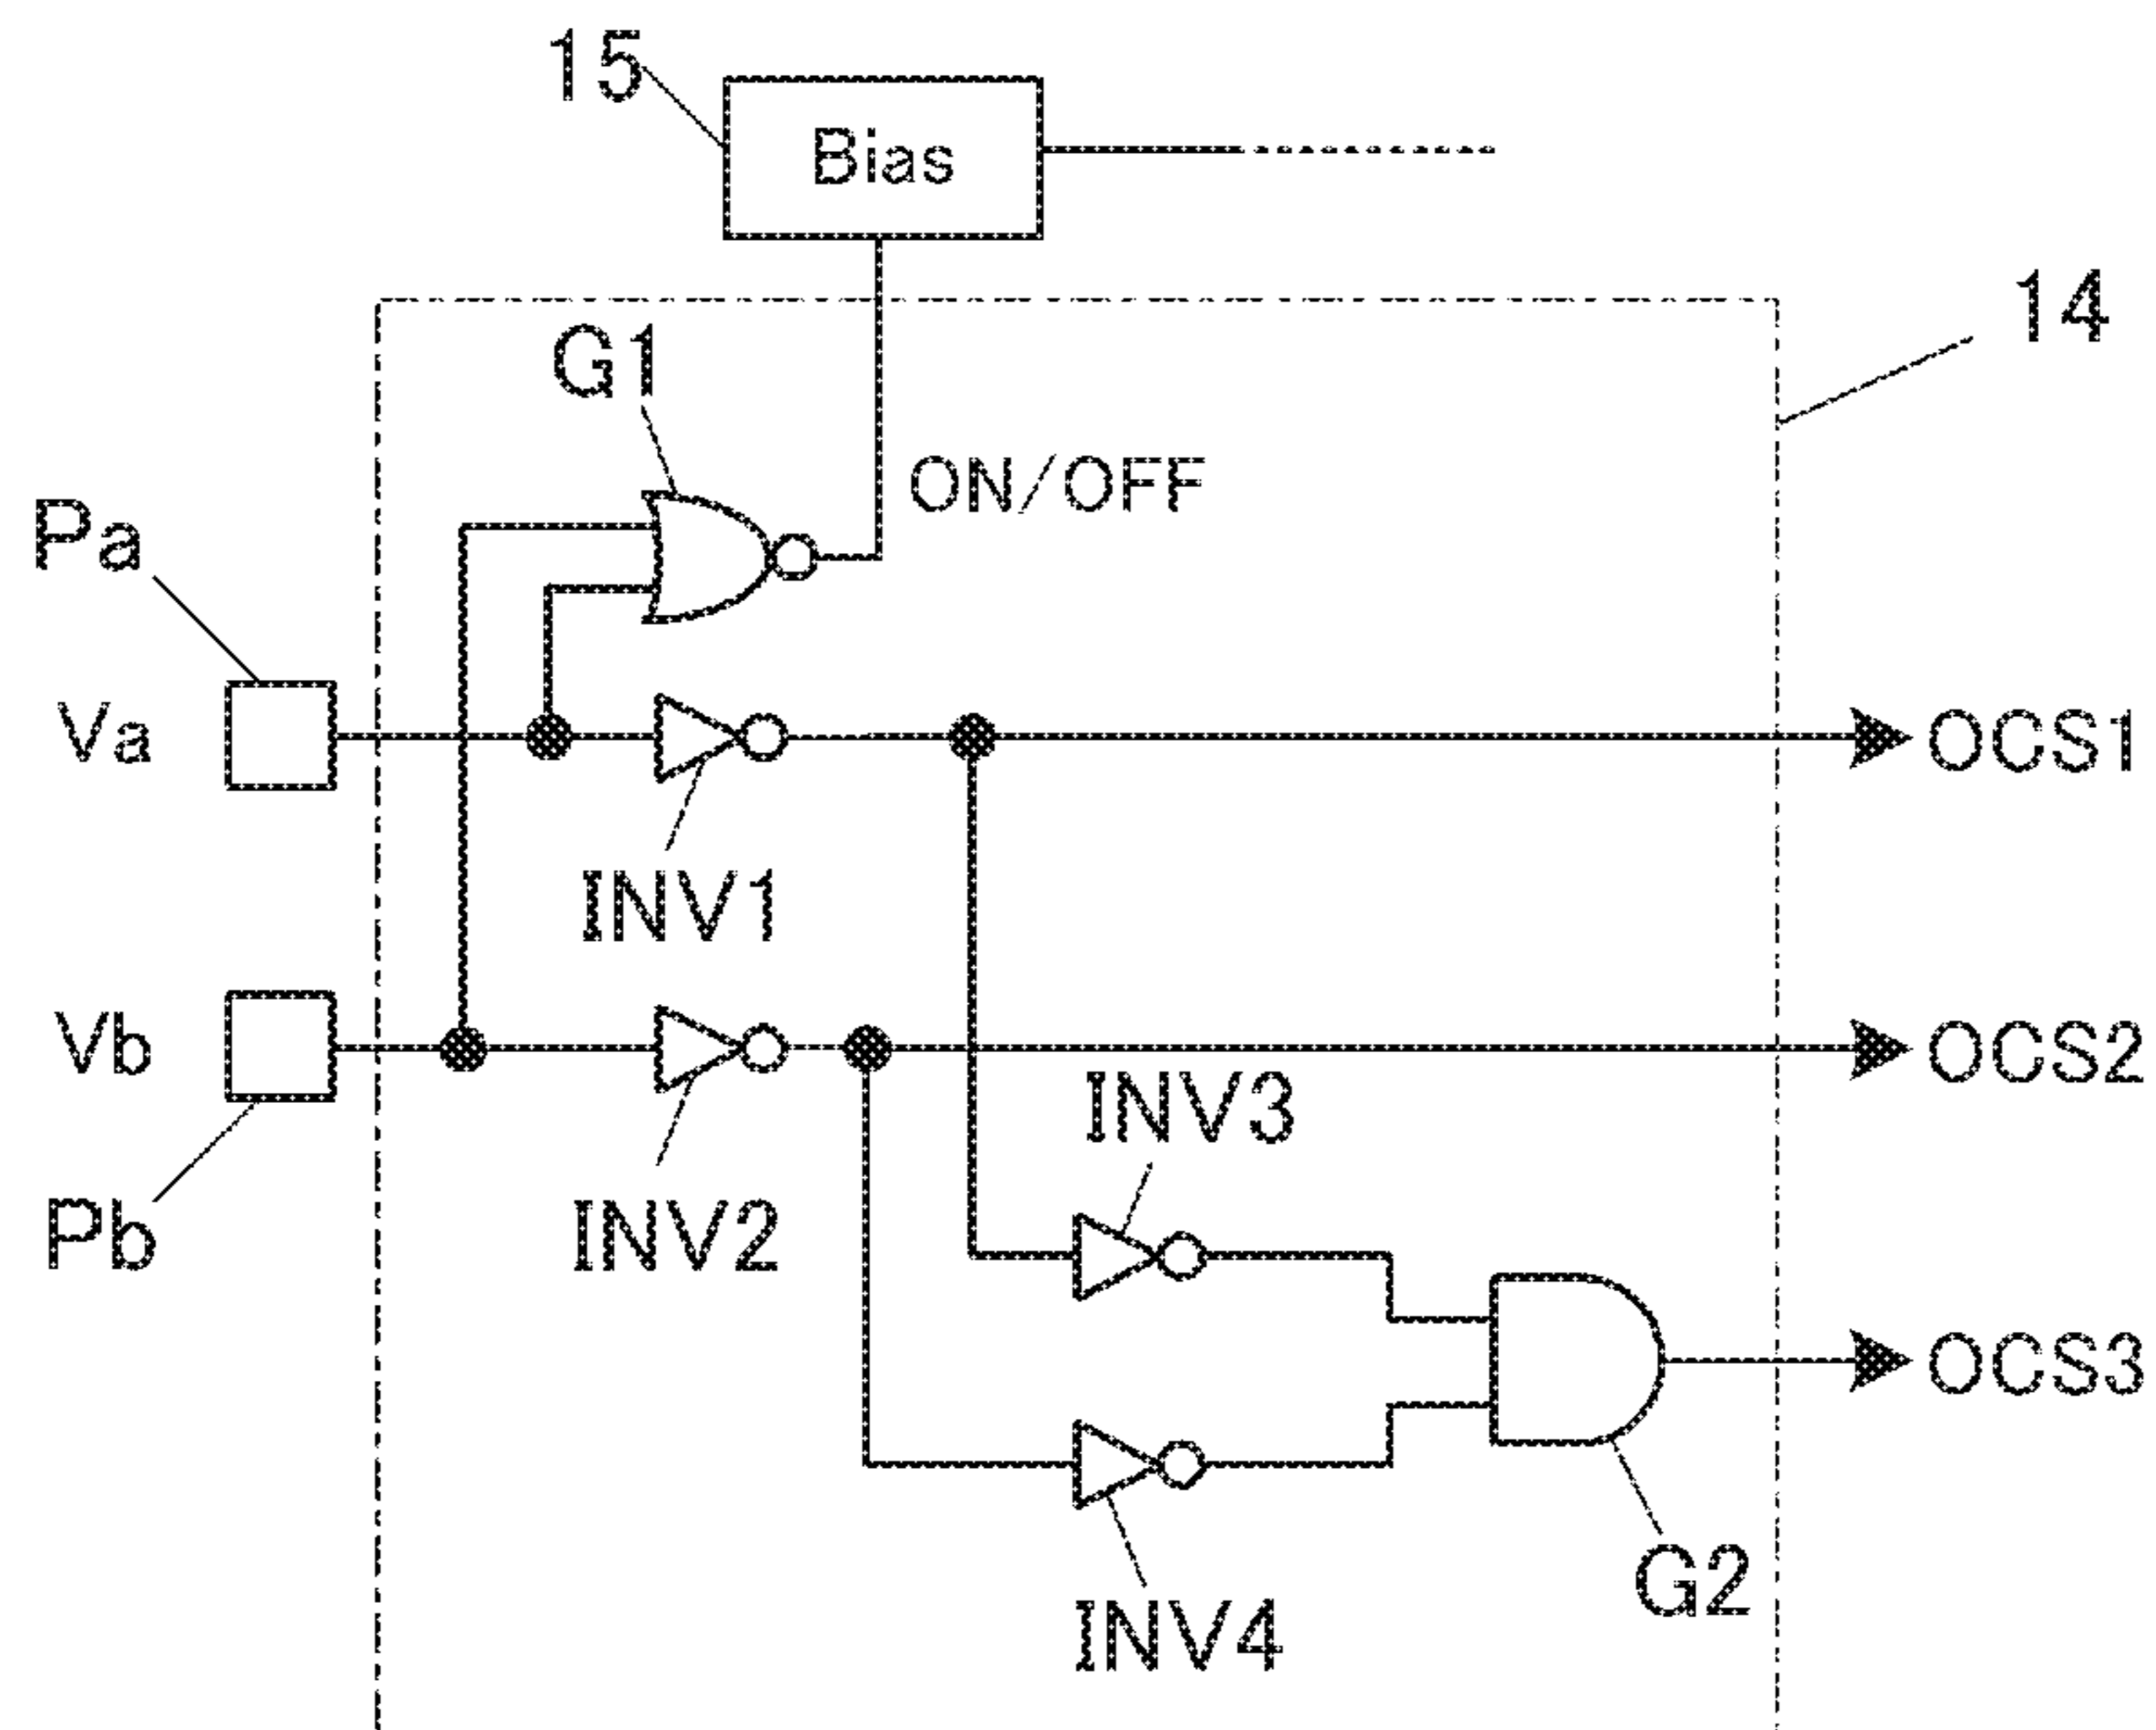 15
Bias
14
G1
ON/OFF
Pa
Va
OCS1
INV1
Vb
OCS2
INV3
Pb
INV2
OCS3
G2
INV4